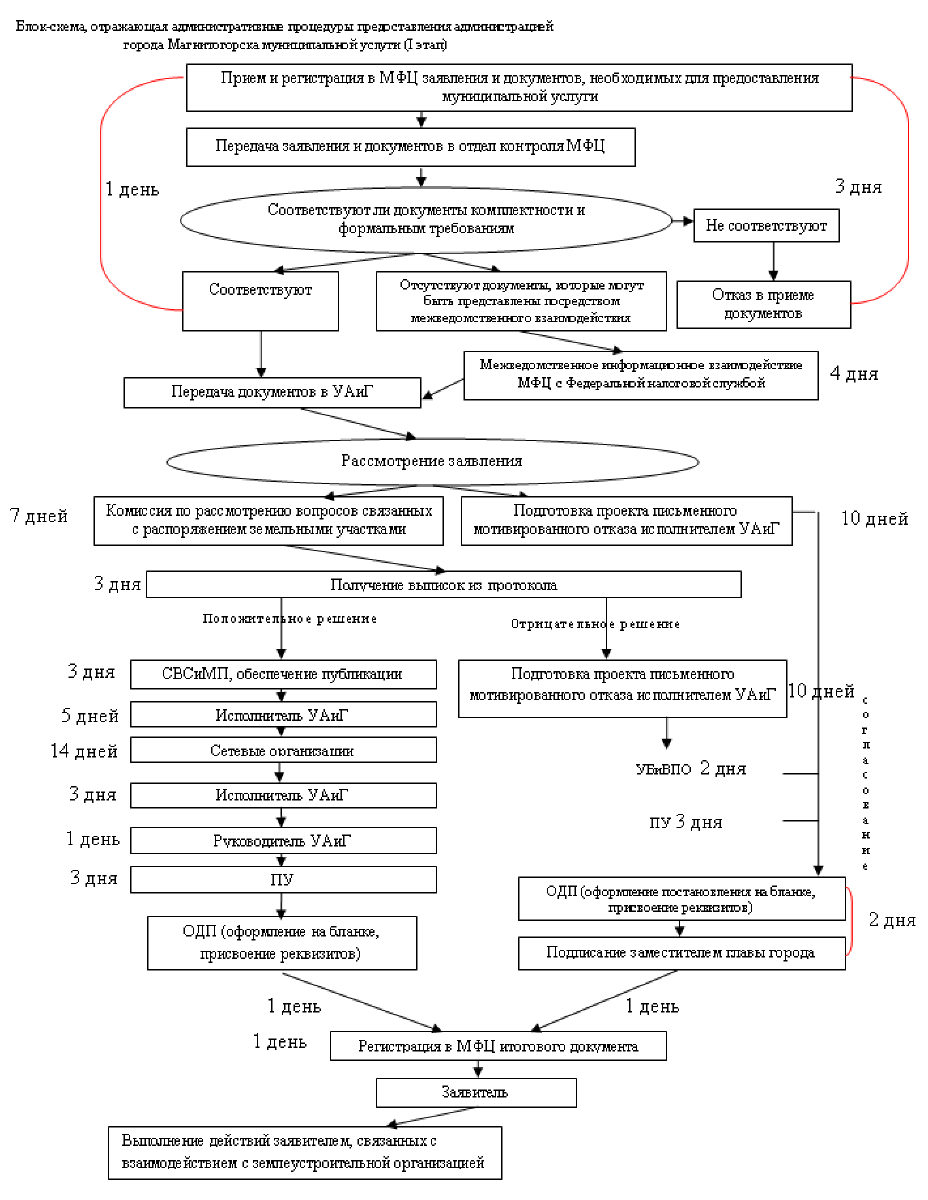 Блок-схема, отражающая административные процедуры предоставления администрацией
города Магнитогорска муниципальной услуги (I этап)
Прием и регистрация в МФЦ заявления и документов, необходимых для предоставления
муниципальной услуги
Передача заявления и документов в отдел контроля МФЦ
1 день
3 дня
Соответствуют ли документы комплектности и
формальным требованиям
Не соответствуют
Соответствуют
Отсутствуют документы, которые могут
быть представлены посредством
межведомственного взаимодействия
Отказ в приеме
документов
Межведомственное информационное взаимодействие
МФЦ с Федеральной налоговой службой
4 дня
Передача документов в УАиГ
Рассмотрение заявления
7 дней
Комиссия по рассмотрению вопросов связанных
с распоряжением земельными участками
Подготовка проекта письменного
мотивированного отказа исполнителем УАиГ
10 дней
3 дня
Получение выписок из протокола
Положительное решение
Отрицательное решение
3 дня
СВСиМП, обеспечение публикации
Подготовка проекта письменного
мотивированного отказа исполнителем УАиГ
10 дней
согласование
5 дней
Исполнитель УАиГ
14 дней
Сетевые организации
УБиВПО 2 дня
3 дня
Исполнитель УАиГ
ПУ 3 дня
1 день
Руководитель УАиГ
3 дня
ПУ
ОДП (оформление постановления на бланке,
присвоение реквизитов)
2 дня
ОДП (оформление на бланке,
присвоение реквизитов)
Подписание заместителем главы города
1 день
1 день
1 день
Регистрация в МФЦ итогового документа
Заявитель
Выполнение действий заявителем, связанных с
взаимодействием с землеустроительной организацией